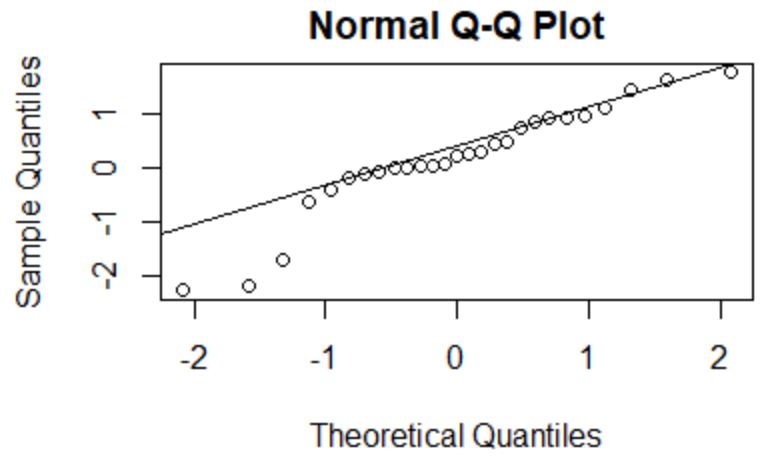 Normal Q-Q Plot
Sample Quantiles
1
0
-1
-2
-2 -1 0 1 2
Theoretical Quantiles